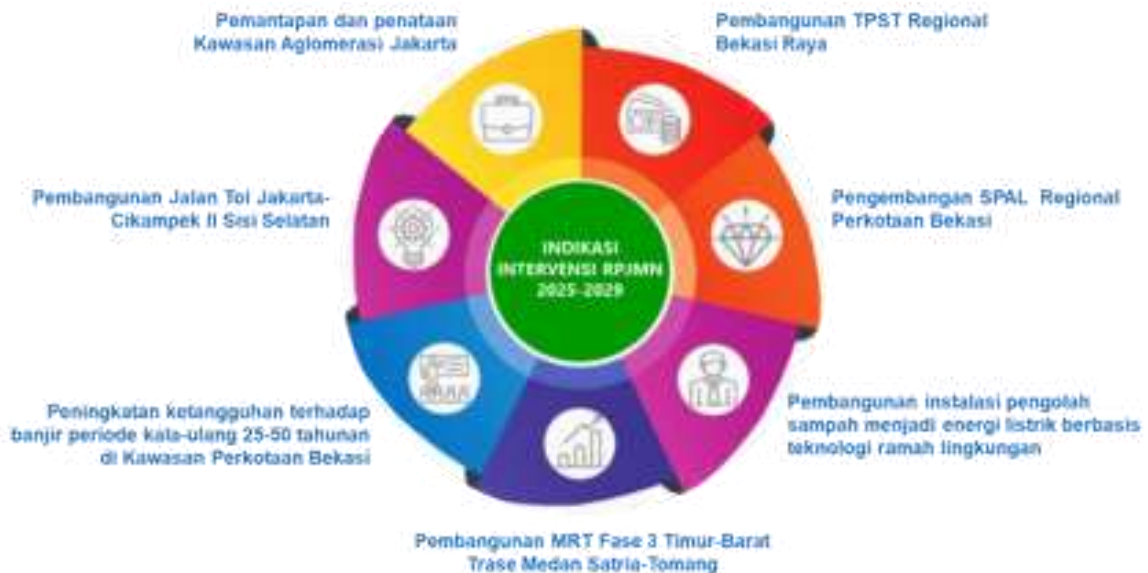 Pemantapan dan penataan
Kawasan Aglomerasi Jakarta
Pembangunan TPST Regional
Bekasi Raya
Pembangunan Jalan Tol Jakarta-
Cikampek II Sisi Selatan
Pengembangan SPAL Regional
Perkotaan Bekasi
INDIKASI
INTERVENSI RPJMN
2025-2029
Peningkatan ketangguhan terhadap
banjir periode kala-ulang 25-50 tahunan
di Kawasan Perkotaan Bekasi
Pembangunan instalasi pengolah
sampah menjadi energi listrik berbasis
teknologi ramah lingkungan
Pembangunan MRT Fase 3 Timur-Barat
Trase Medan Satria-Tomang